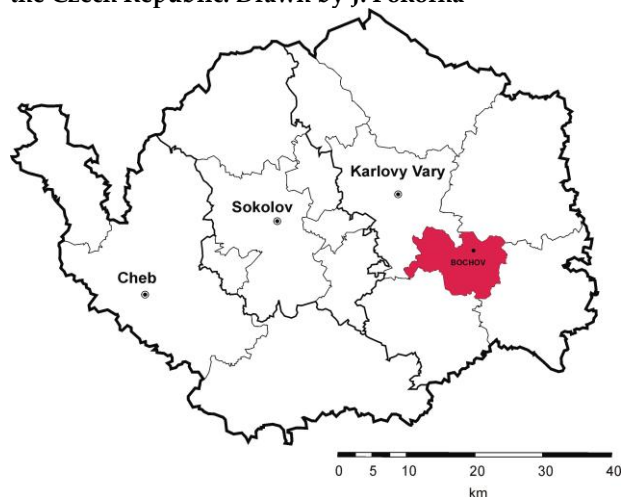 the Czech Republic. Drawn by J. Pokorná
Karlovy Vary
Sokolov
BOCHOV
Cheb
0 5 10 20 30 40
km